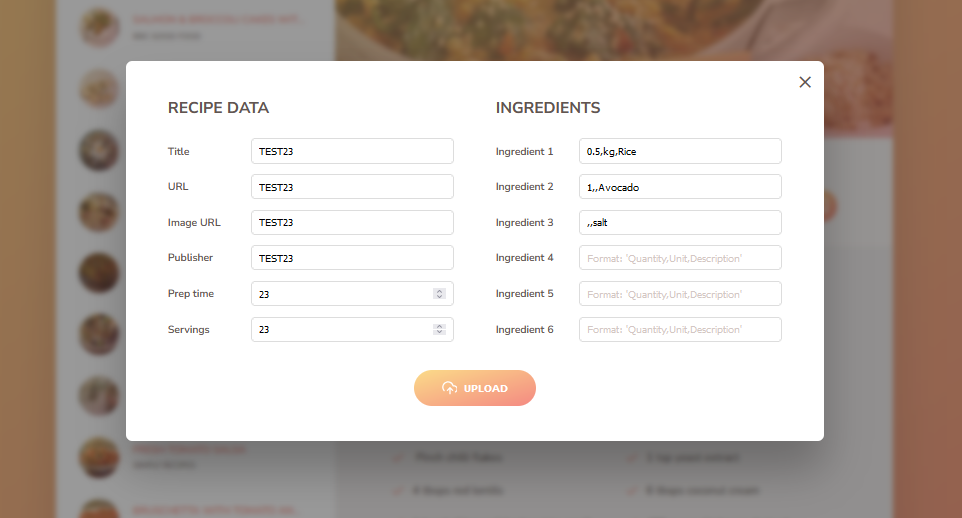 RECIPE DATA
Title
TEST23
URL
TEST23
Image URL
TEST23
Publisher
TEST23
Prep time
23
Servings
23
INGREDIENTS
Ingredient 1
0.5,kg,Rice
Ingredient 2
1,,Avocado
Ingredient 3
,,salt
Ingredient 4
Format: 'Quantity,Unit,Description'
Ingredient 5
Format: 'Quantity,Unit,Description'
Ingredient 6
Format: 'Quantity,Unit,Description'
UPLOAD